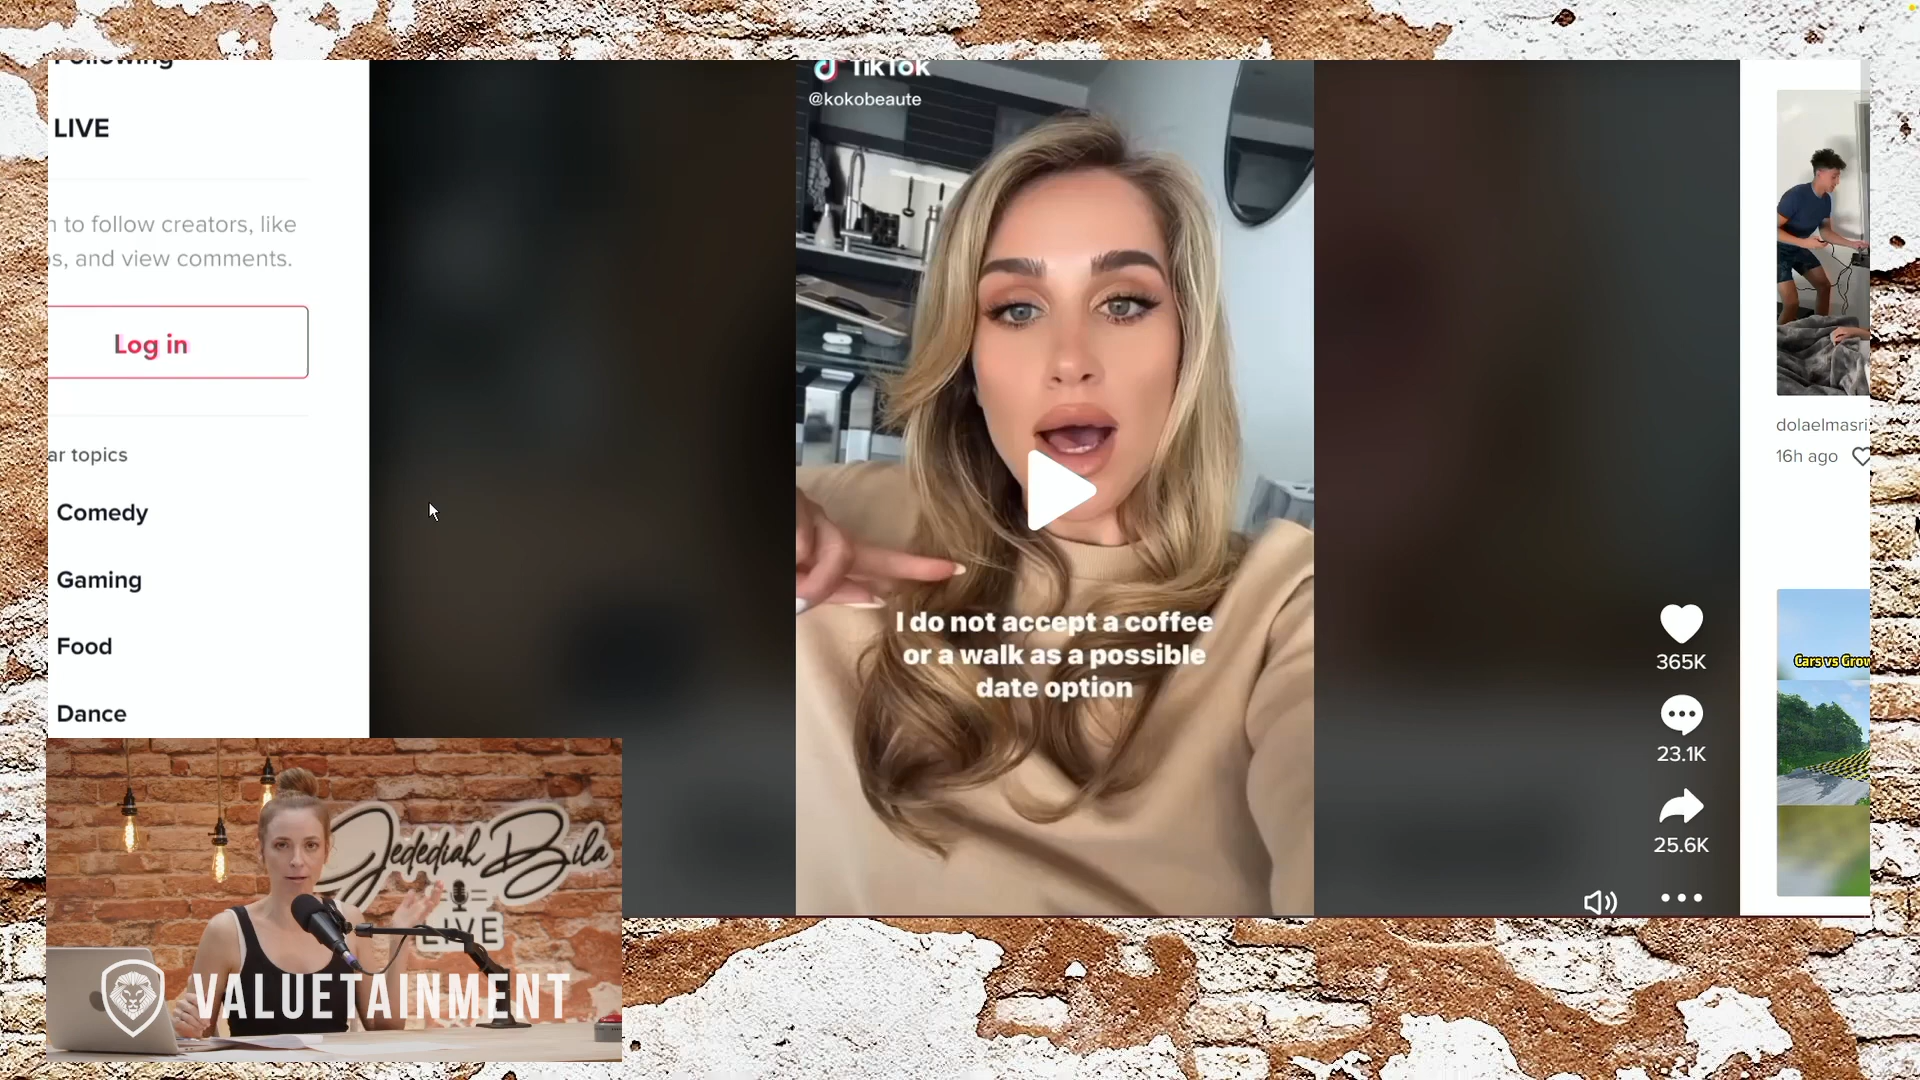 Following
LIVE
n to follow creators, like
os, and view comments.
Log in
ar topics
Comedy
Gaming
Food
Dance
TikTok
@kokobeaute
I do not accept a coffee
or a walk as a possible
date option
365K
23.1K
25.6K
dolaelmasri
16h ago
Cars vs Grow
Jedediah Bila
LIVE
VALUETAINMENT